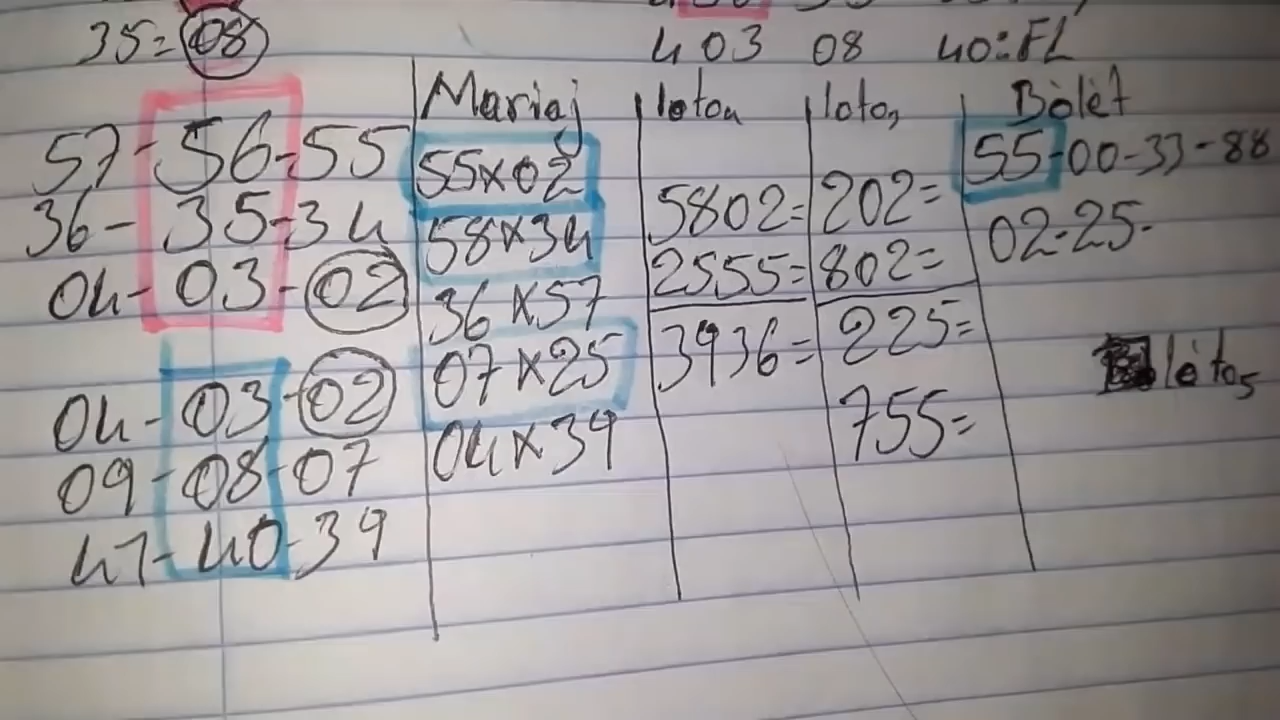 35=08
403 08 40=FL
57-56-55
36-35-34
04-03-02
04-03-02
09-08-07
41-40-39
Mariaj
55x02
58x34
36x57
07x25
04x39
loto4
5802=
2555=
3936=
loto3
202=
802=
225=
755=
Bòlèt
55-00-33-88
02-25-
lòto5